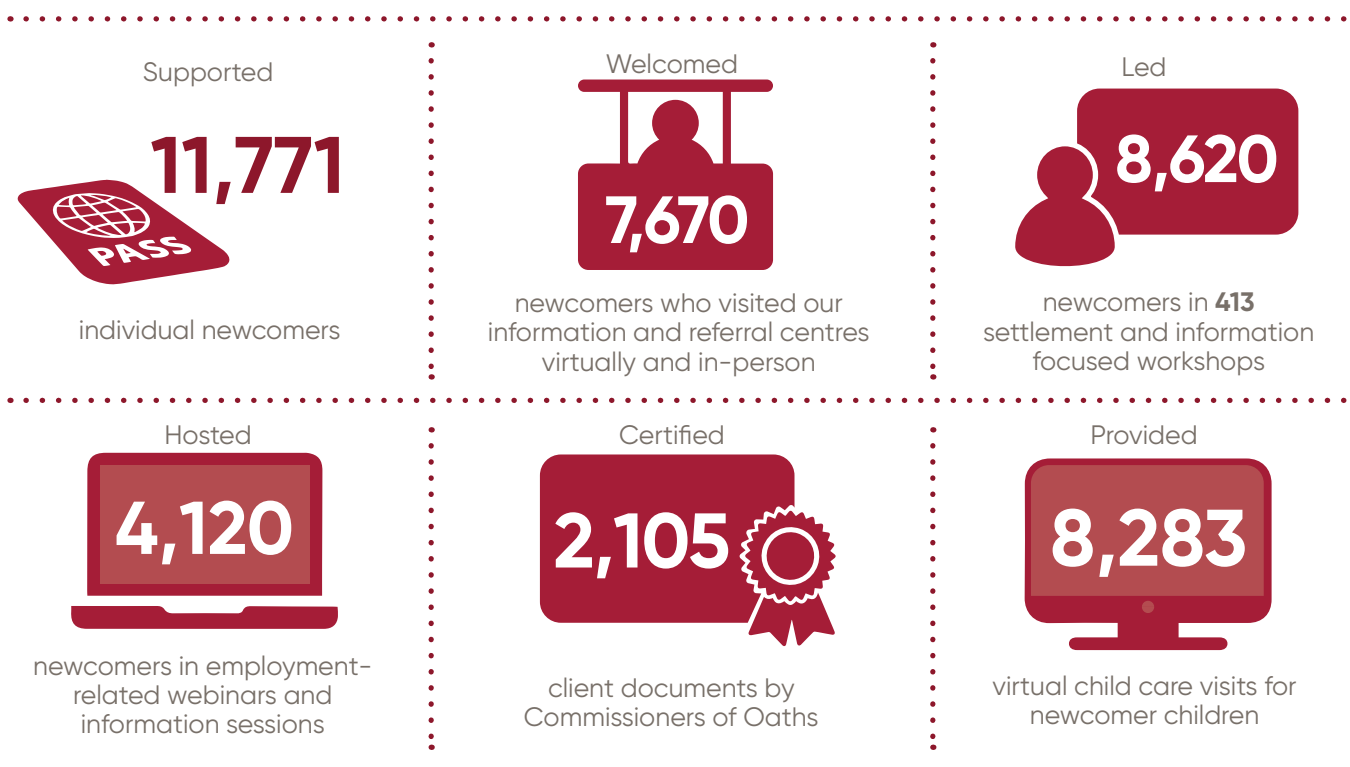 Supported
11,771
PASS
individual newcomers
Welcomed
7,670
newcomers who visited our
information and referral centres
virtually and in-person
Led
8,620
newcomers in 413
settlement and information
focused workshops
Hosted
4,120
newcomers in employment-
related webinars and
information sessions
Certified
2,105
client documents by
Commissioners of Oaths
Provided
8,283
virtual child care visits for
newcomer children